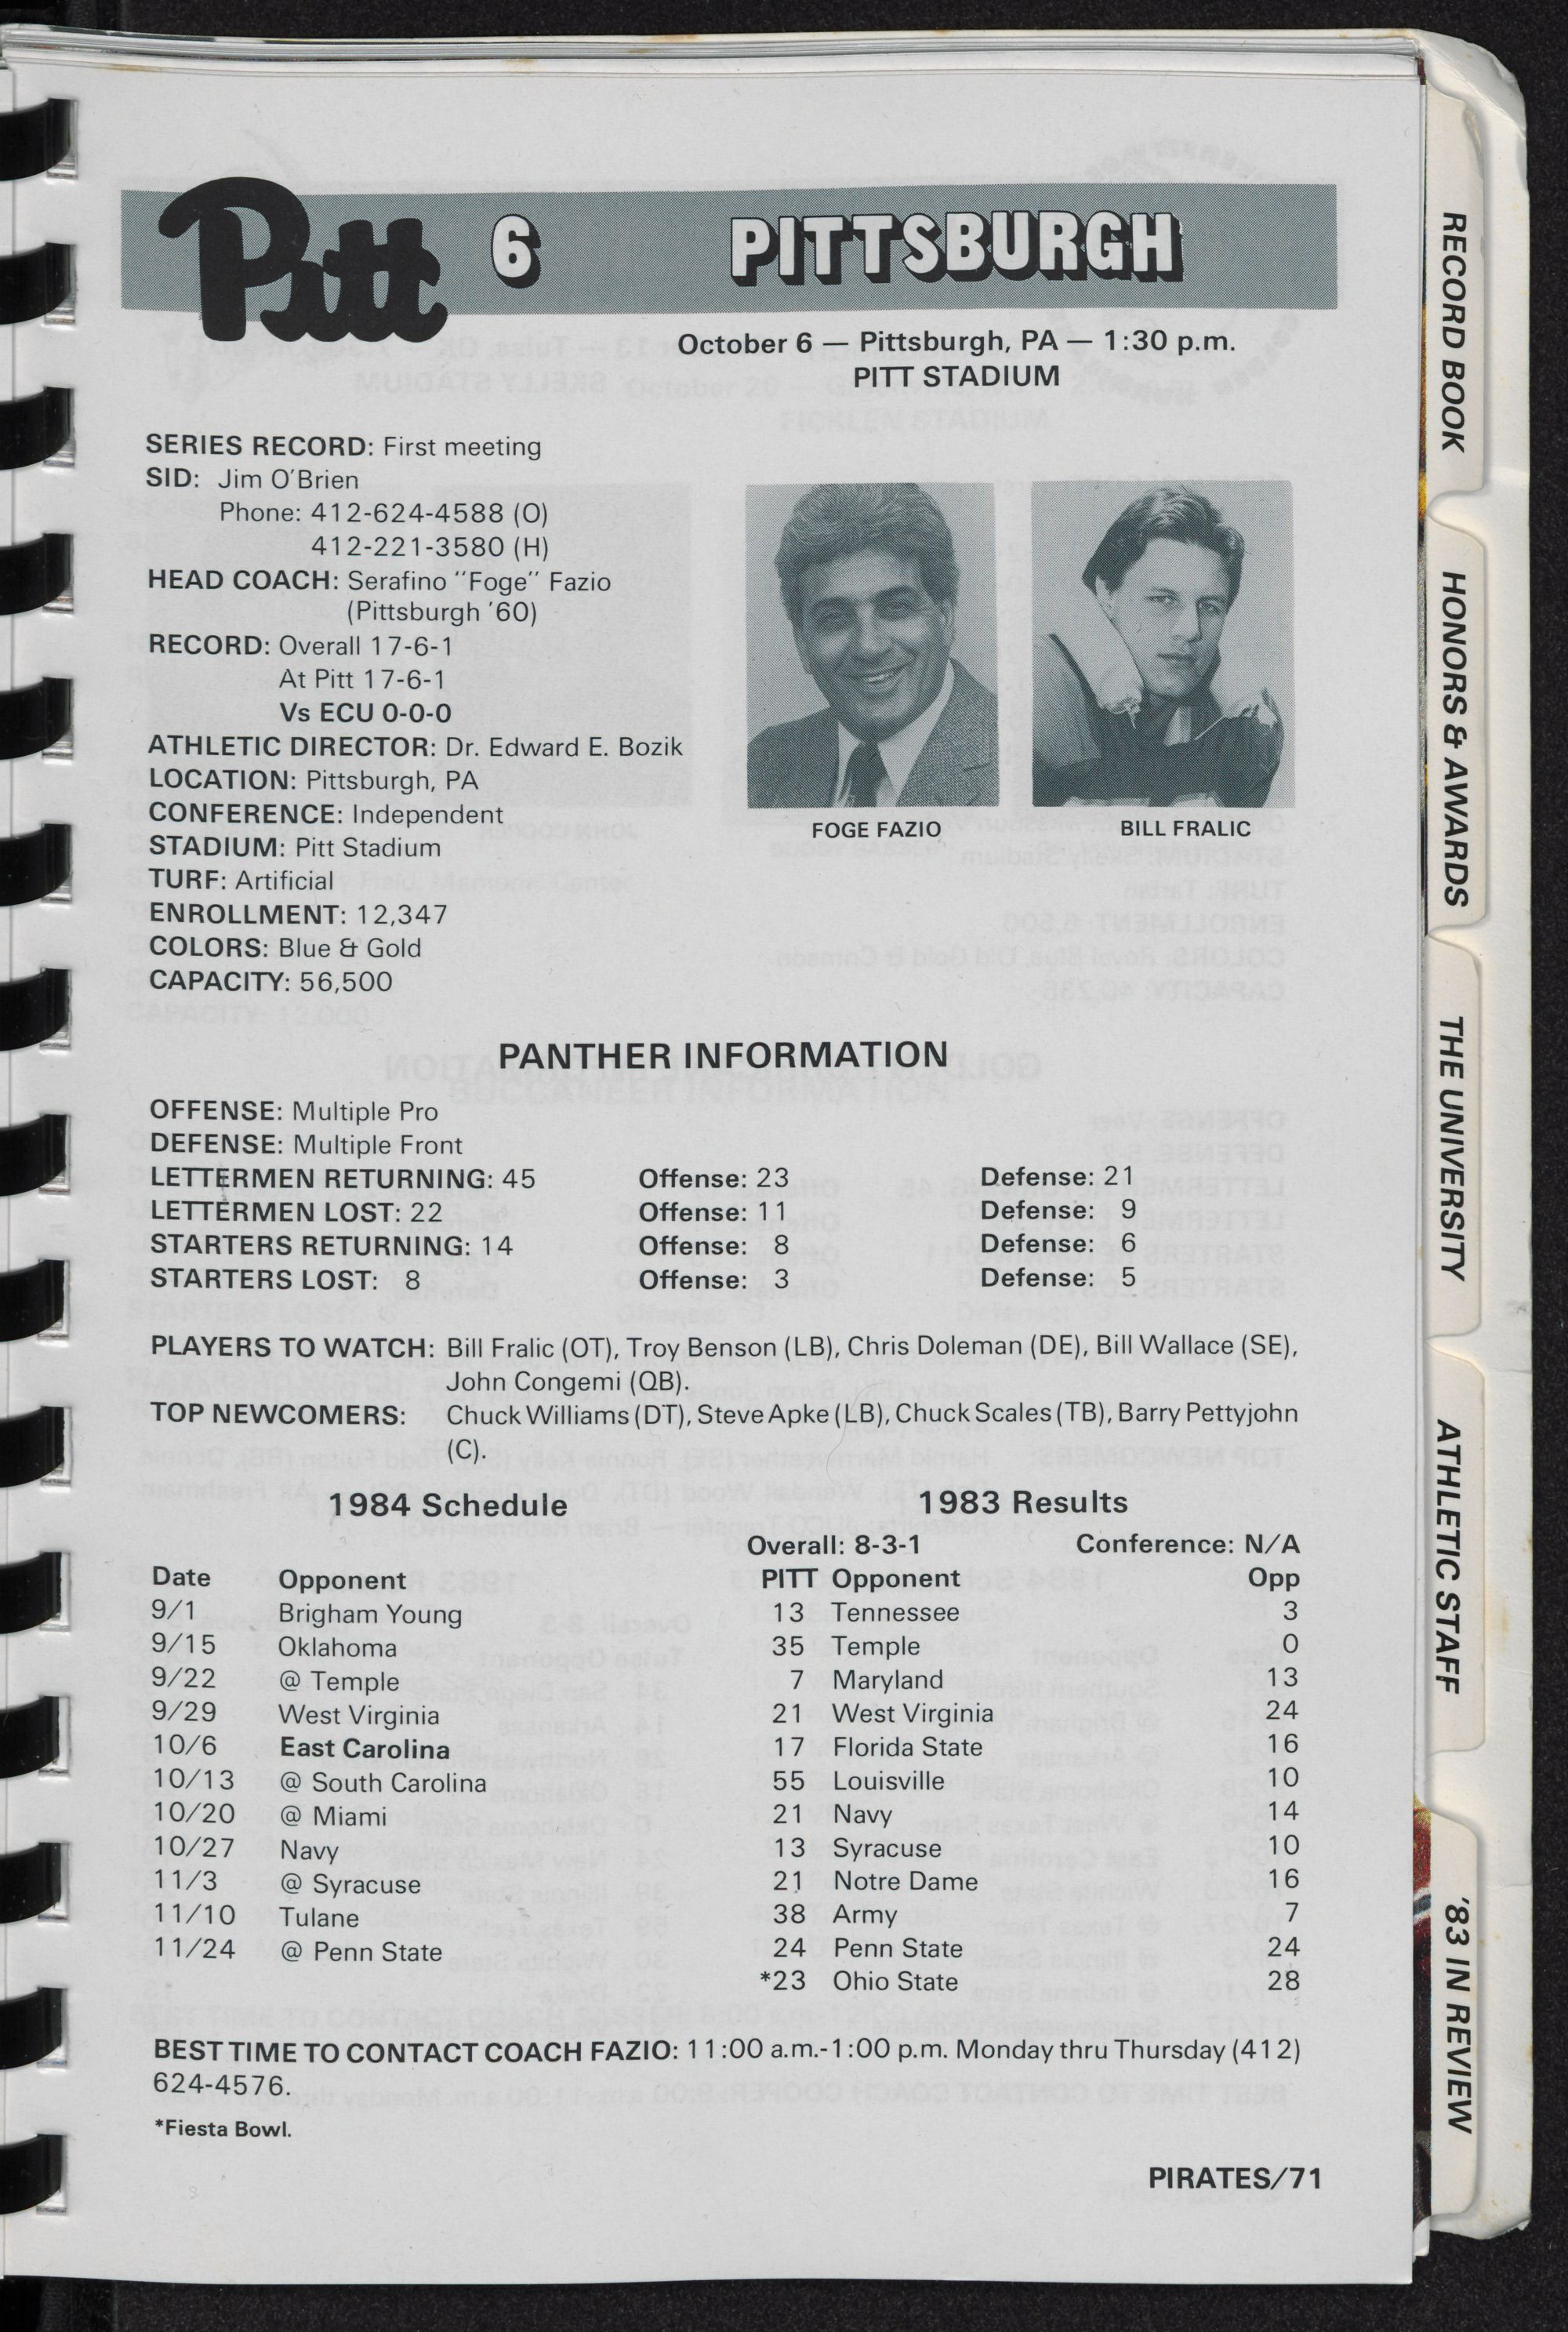 Pitt 6 PITTSBURGH
October 6 — Pittsburgh, PA — 1:30 p.m.
PITT STADIUM
SERIES RECORD: First meeting
SID: Jim O'Brien
Phone: 412-624-4588 (O)
412-221-3580 (H)
HEAD COACH: Serafino "Foge" Fazio
(Pittsburgh '60)
RECORD: Overall 17-6-1
At Pitt 17-6-1
Vs ECU 0-0-0
ATHLETIC DIRECTOR: Dr. Edward E. Bozik
LOCATION: Pittsburgh, PA
CONFERENCE: Independent
STADIUM: Pitt Stadium
TURF: Artificial
ENROLLMENT: 12,347
COLORS: Blue & Gold
CAPACITY: 56,500
FOGE FAZIO
BILL FRALIC
PANTHER INFORMATION
OFFENSE: Multiple Pro
DEFENSE: Multiple Front
LETTERMEN RETURNING: 45 Offense: 23 Defense: 21
LETTERMEN LOST: 22 Offense: 11 Defense: 9
STARTERS RETURNING: 14 Offense: 8 Defense: 6
STARTERS LOST: 8 Offense: 3 Defense: 5
PLAYERS TO WATCH: Bill Fralic (OT), Troy Benson (LB), Chris Doleman (DE), Bill Wallace (SE),
John Congemi (QB).
TOP NEWCOMERS: Chuck Williams (DT), Steve Apke (LB), Chuck Scales (TB), Barry Pettyjohn
(C).
1984 Schedule
Date Opponent
9/1 Brigham Young
9/15 Oklahoma
9/22 @ Temple
9/29 West Virginia
10/6 East Carolina
10/13 @ South Carolina
10/20 @ Miami
10/27 Navy
11/3 @ Syracuse
11/10 Tulane
11/24 @ Penn State
1983 Results
Overall: 8-3-1 Conference: N/A
PITT Opponent Opp
13 Tennessee 3
35 Temple 0
7 Maryland 13
21 West Virginia 24
17 Florida State 16
55 Louisville 10
21 Navy 14
13 Syracuse 10
21 Notre Dame 16
38 Army 7
24 Penn State 24
*23 Ohio State 28
BEST TIME TO CONTACT COACH FAZIO: 11:00 a.m.-1:00 p.m. Monday thru Thursday (412)
624-4576.
*Fiesta Bowl.
PIRATES/71
RECORD BOOK
HONORS & AWARDS
THE UNIVERSITY
ATHLETIC STAFF
'83 IN REVIEW